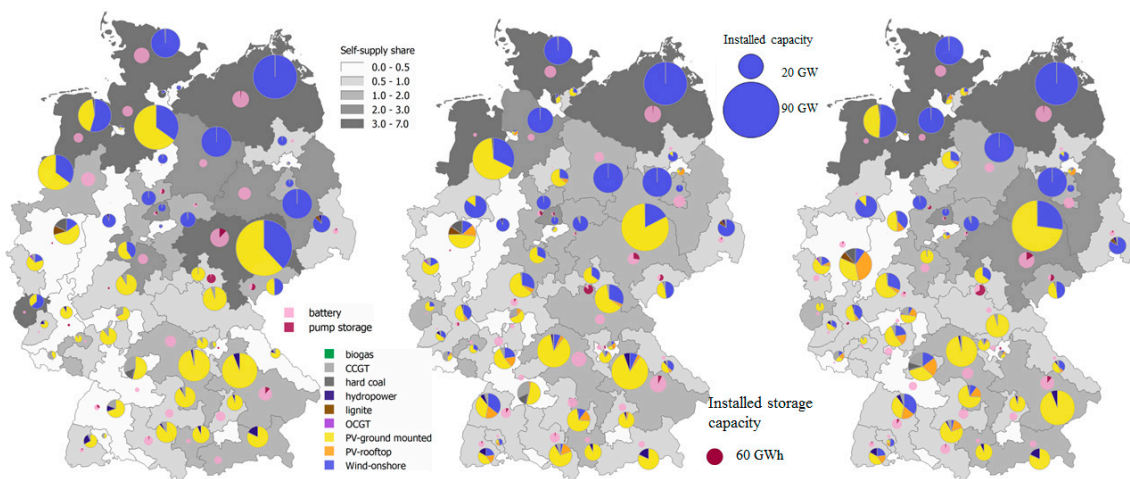 Self-supply share
0.0 - 0.5
0.5 - 1.0
1.0 - 2.0
2.0 - 3.0
3.0 - 7.0
Installed capacity
20 GW
90 GW
battery
pump storage
biogas
CCGT
hard coal
hydropower
lignite
OCGT
PV-ground mounted
PV-rooftop
Wind-onshore
Installed storage
capacity
60 GWh